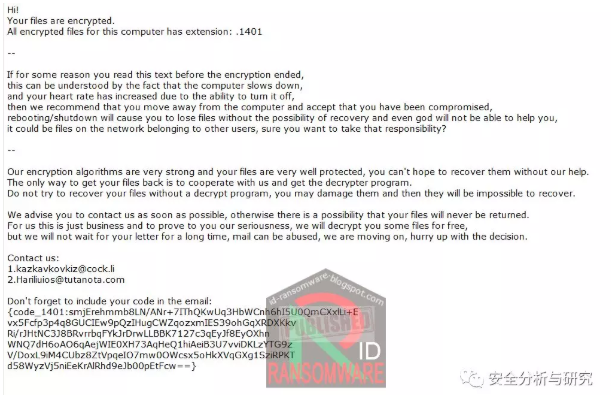 Hi!
Your files are encrypted.
All encrypted files for this computer has extension: .1401
--
If for some reason you read this text before the encryption ended,
this can be understood by the fact that the computer slows down,
and your heart rate has increased due to the ability to turn it off,
then we recommend that you move away from the computer and accept that you have been compromised,
rebooting/shutdown will cause you to lose files without the possibility of recovery and even god will not be able to help you,
it could be files on the network belonging to other users, sure you want to take that responsibility?
--
Our encryption algorithms are very strong and your files are very well protected, you can't hope to recover them without our help.
The only way to get your files back is to cooperate with us and get the decrypter program.
Do not try to recover your files without a decrypt program, you may damage them and then they will be impossible to recover.
We advise you to contact us as soon as possible, otherwise there is a possibility that your files will never be returned.
For us this is just business and to prove to you our seriousness, we will decrypt you some files for free,
but we will not wait for your letter for a long time, mail can be abused, we are moving on, hurry up with the decision.
Contact us:
1.kazkavkovkiz@cock.li
2.Hariliuios@tutanota.com
Don't forget to include your code in the email:
{code_1401:smjErehmmb8LN/ANr+7IThQKwUq3HbWCnh6hI5U0QmCXxlu+E
vx5Fcfp3p4q8GUCIEw9pQzIHugCWZqozxmIES39ohGqXRDXKkv
Ri/rJHtNC3J8BRvrrbqFYkJrDrwLLBBK7127c3qEyJf8EyOXhn
WNQ7dH6oAO6qAejWIE0XH73AqHeQ1hiAeiB3U7vviDKLzYTG9z
V/DoxL9iM4CUbz8ZtVpqeIO7mw0OWcsx5oHkXVqGXg1SziRPKT
d58WyzVj5niEeKrAlRhd9eJb00pEtFcw==}
id-ransomware.blogspot.com
PUBLISHED
ID
RANSOMWARE
安全分析与研究